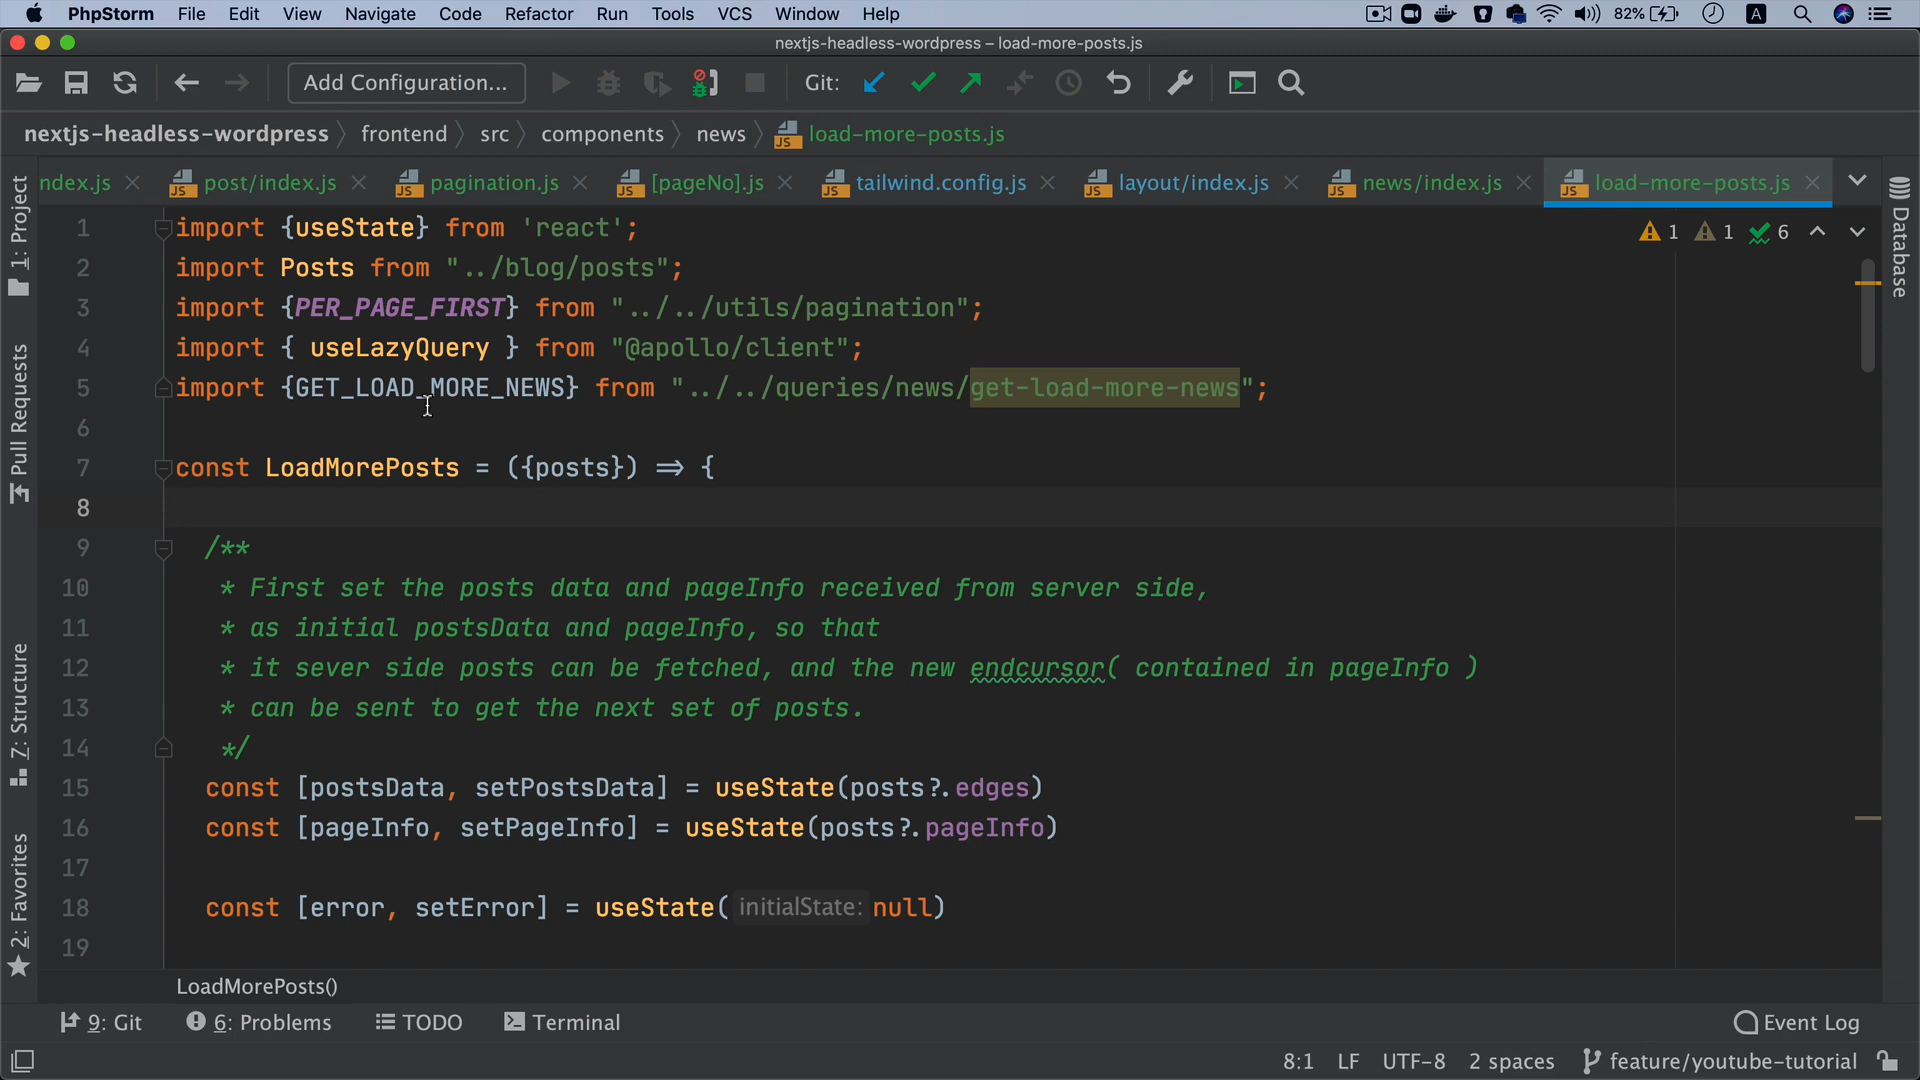 PhpStorm File Edit View Navigate Code Refactor Run Tools VCS Window Help 82% A
nextjs-headless-wordpress – load-more-posts.js
Add Configuration... Git:
nextjs-headless-wordpress frontend src components news load-more-posts.js
ndex.js post/index.js pagination.js [pageNo].js tailwind.config.js layout/index.js news/index.js load-more-posts.js
1: Project
Pull Requests
Z: Structure
2: Favorites
Database
1 1 6
1 import {useState} from 'react';
2 import Posts from "../blog/posts";
3 import {PER_PAGE_FIRST} from "../../utils/pagination";
4 import { useLazyQuery } from "@apollo/client";
5 import {GET_LOAD_MORE_NEWS} from "../../queries/news/get-load-more-news";
6
7 const LoadMorePosts = ({posts}) => {
8
9 /**
10 * First set the posts data and pageInfo received from server side,
11 * as initial postsData and pageInfo, so that
12 * it sever side posts can be fetched, and the new endcursor( contained in pageInfo )
13 * can be sent to get the next set of posts.
14 */
15 const [postsData, setPostsData] = useState(posts?.edges)
16 const [pageInfo, setPageInfo] = useState(posts?.pageInfo)
17
18 const [error, setError] = useState( initialState: null)
19
LoadMorePosts()
9: Git 6: Problems TODO Terminal Event Log
8:1 LF UTF-8 2 spaces feature/youtube-tutorial